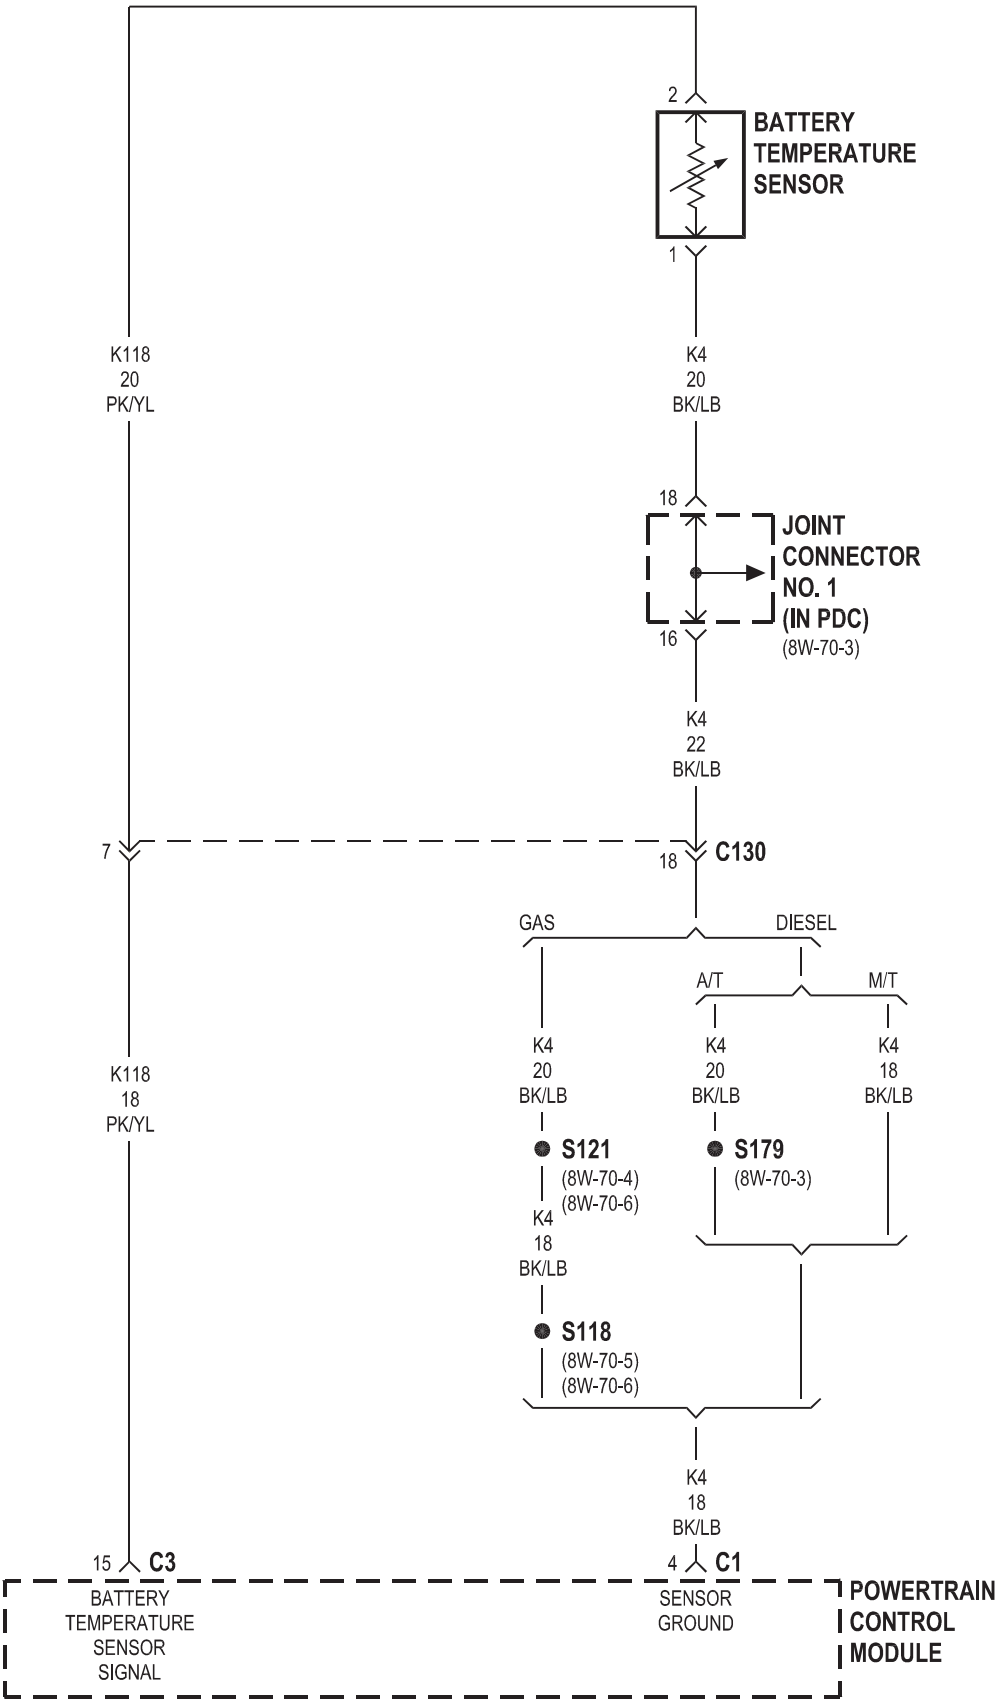 2
BATTERY
TEMPERATURE
SENSOR
1
K118
20
PK/YL
K4
20
BK/LB
18
JOINT
CONNECTOR
NO. 1
(IN PDC)
(8W-70-3)
16
K4
22
BK/LB
7
18
C130
GAS
DIESEL
A/T
M/T
K4
20
BK/LB
K4
20
BK/LB
K4
18
BK/LB
K118
18
PK/YL
S121
(8W-70-4)
(8W-70-6)
S179
(8W-70-3)
K4
18
BK/LB
S118
(8W-70-5)
(8W-70-6)
K4
18
BK/LB
15
C3
4
C1
BATTERY
TEMPERATURE
SENSOR
SIGNAL
SENSOR
GROUND
POWERTRAIN
CONTROL
MODULE